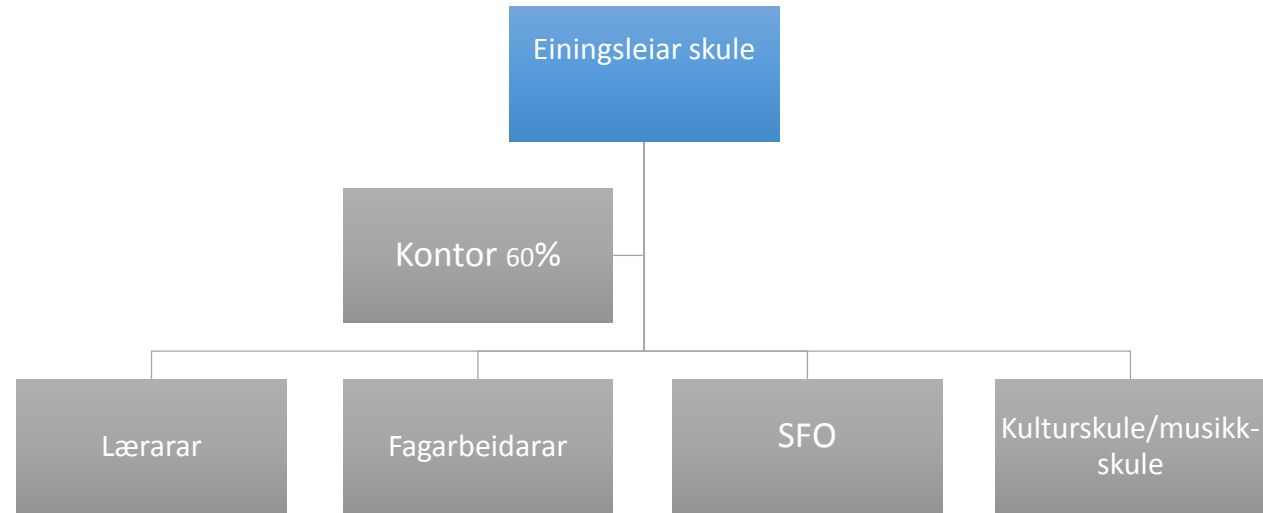 Einingsleiar skule
Kontor 60%
Lærarar
Fagarbeidarar
SFO
Kulturskule/musikk-
skule